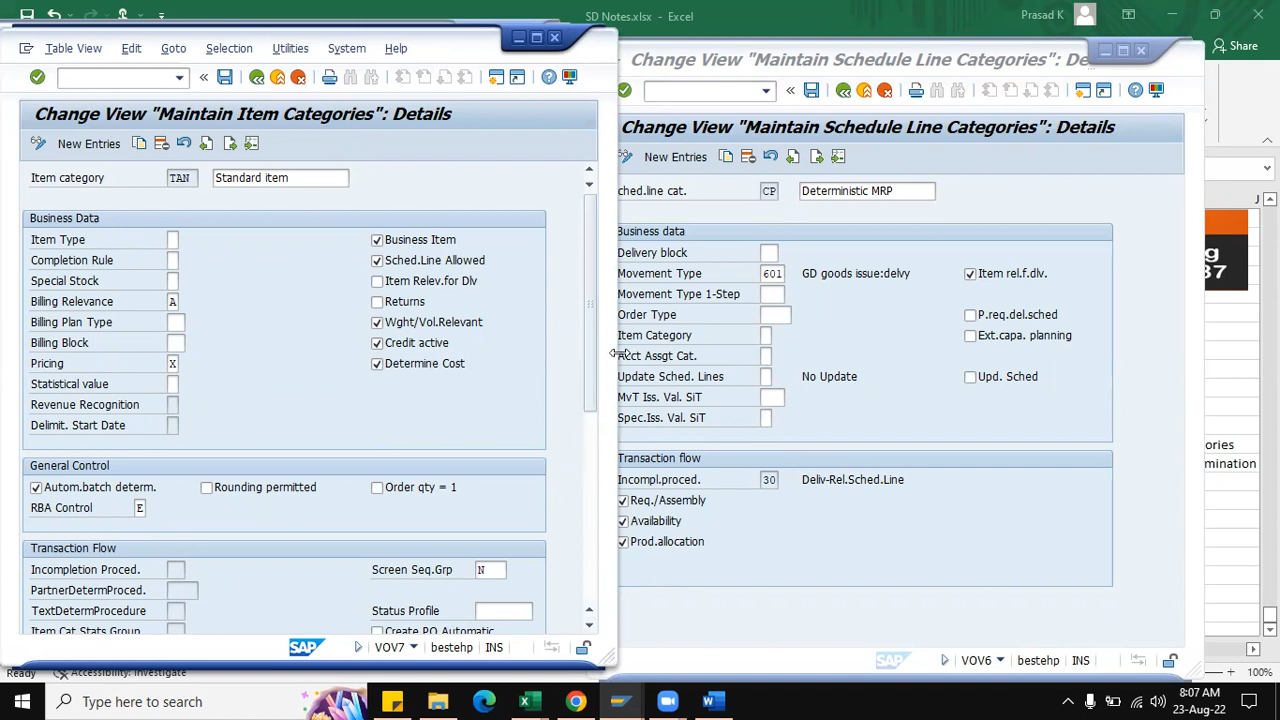 SD Notes.xlsx - Excel
Prasad K
Share
Table View Edit Goto Selection Utilities System Help
Change View "Maintain Item Categories": Details
New Entries
Item category TAN Standard item
Business Data
Item Type
Business Item
Completion Rule
Sched.Line Allowed
Special Stock
Item Relev.for Dlv
Billing Relevance A
Returns
Billing Plan Type
Wght/Vol.Relevant
Billing Block
Credit active
Pricing X
Determine Cost
Statistical value
Revenue Recognition
Delimit. Start Date
General Control
Autom.batch determ.
Rounding permitted
Order qty = 1
RBA Control E
Transaction Flow
Incompletion Proced.
Screen Seq.Grp N
PartnerDetermProced.
TextDetermProcedure
Status Profile
Item Cat Stats Group
Create PO Automatic
SAP VOV7 bestehp INS
Change View "Maintain Schedule Line Categories": De
Change View "Maintain Schedule Line Categories": Details
New Entries
ched.line cat. CP Deterministic MRP
Business data
Delivery block
Movement Type 601 GD goods issue:delvy
Item rel.f.dlv.
Movement Type 1-Step
Order Type
P.req.del.sched
Item Category
Ext.capa. planning
Acct Assgt Cat.
Update Sched. Lines No Update
Upd. Sched
MvT Iss. Val. SiT
Spec.Iss. Val. SiT
Transaction flow
Incompl.proced. 30 Deliv-Rel.Sched.Line
Req./Assembly
Availability
Prod.allocation
SAP VOV6 bestehp INS
J
g
37
ories
rmination
Ready Accessibility: Investigate
100%
Type here to search
8:07 AM
23-Aug-22